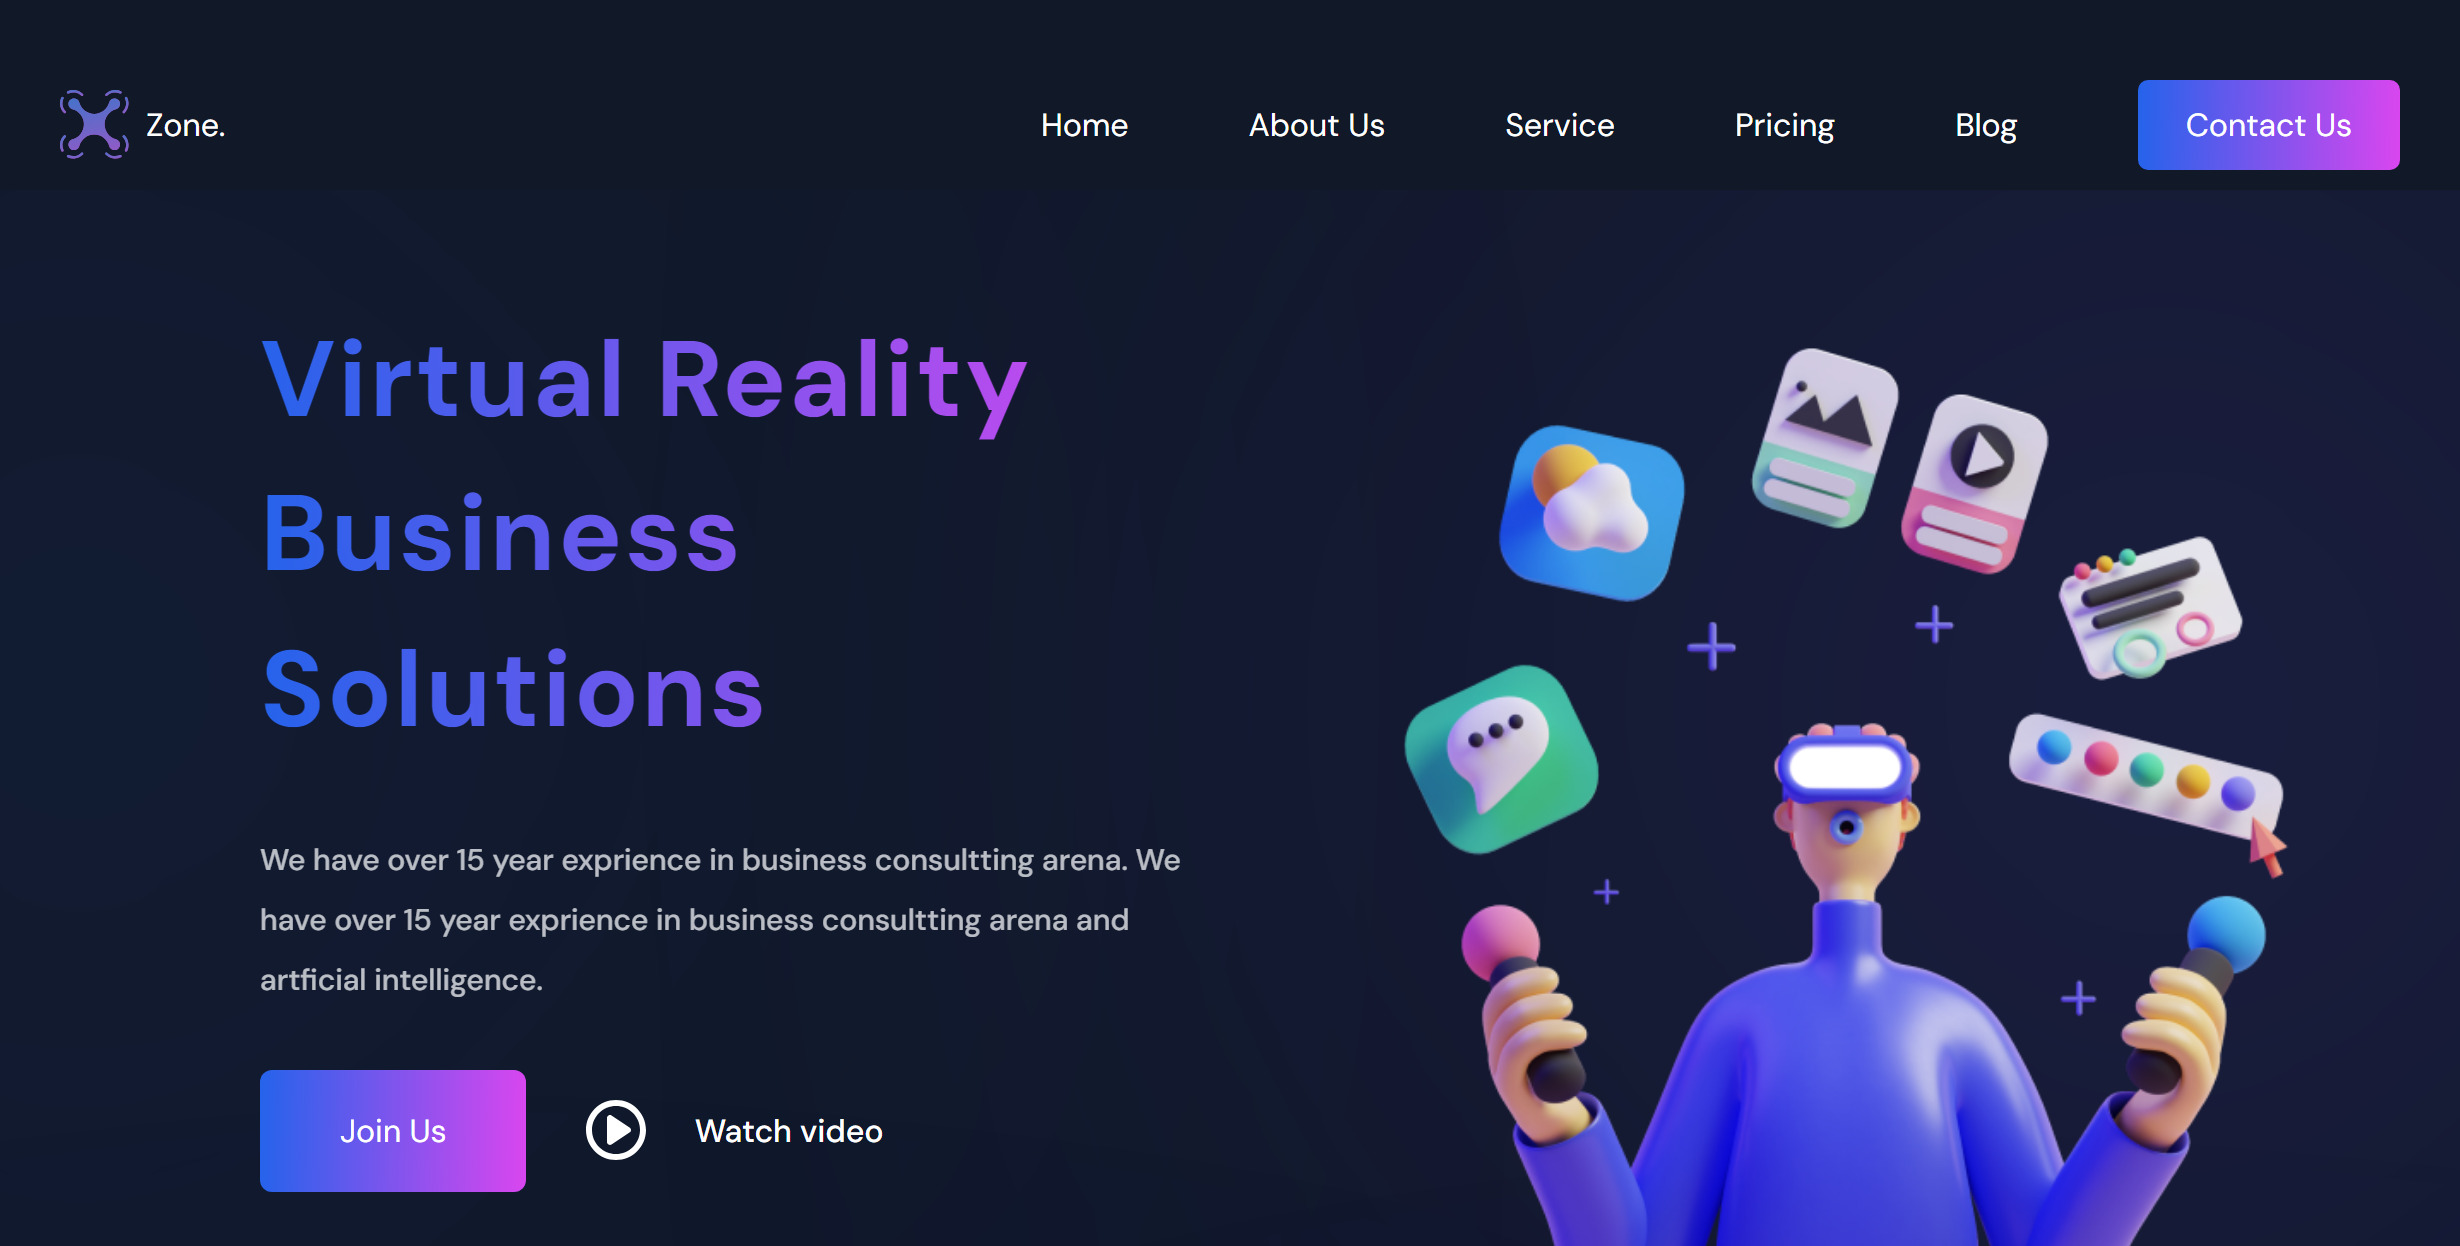 Zone.
Home About Us Service Pricing Blog Contact Us
Virtual Reality
Business
Solutions
We have over 15 year exprience in business consultting arena. We
have over 15 year exprience in business consultting arena and
artficial intelligence.
Join Us Watch video